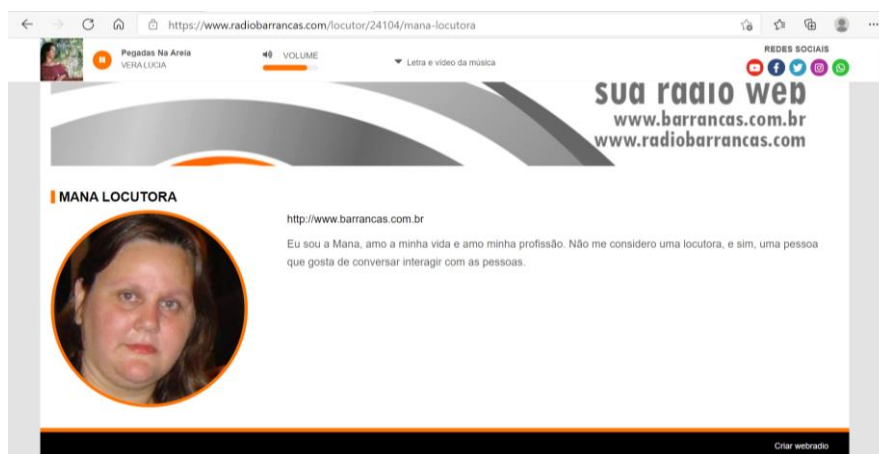 https://www.radiobarrancas.com/locutor/24104/mana-locutora
Pegadas Na Areia
VERA LUCIA
VOLUME
Letra e vídeo da música
REDES SOCIAIS
sua radio web
www.barrancas.com.br
www.radiobarrancas.com
MANA LOCUTORA
http://www.barrancas.com.br
Eu sou a Mana, amo a minha vida e amo minha profissão. Não me considero uma locutora, e sim, uma pessoa
que gosta de conversar interagir com as pessoas.
Criar webradio